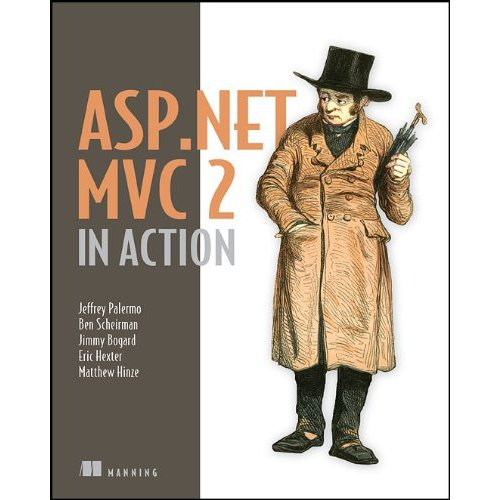 ASP.NET
MVC 2
IN ACTION
Jeffrey Palermo
Ben Scheirman
Jimmy Bogard
Eric Hexter
Matthew Hinze
MANNING